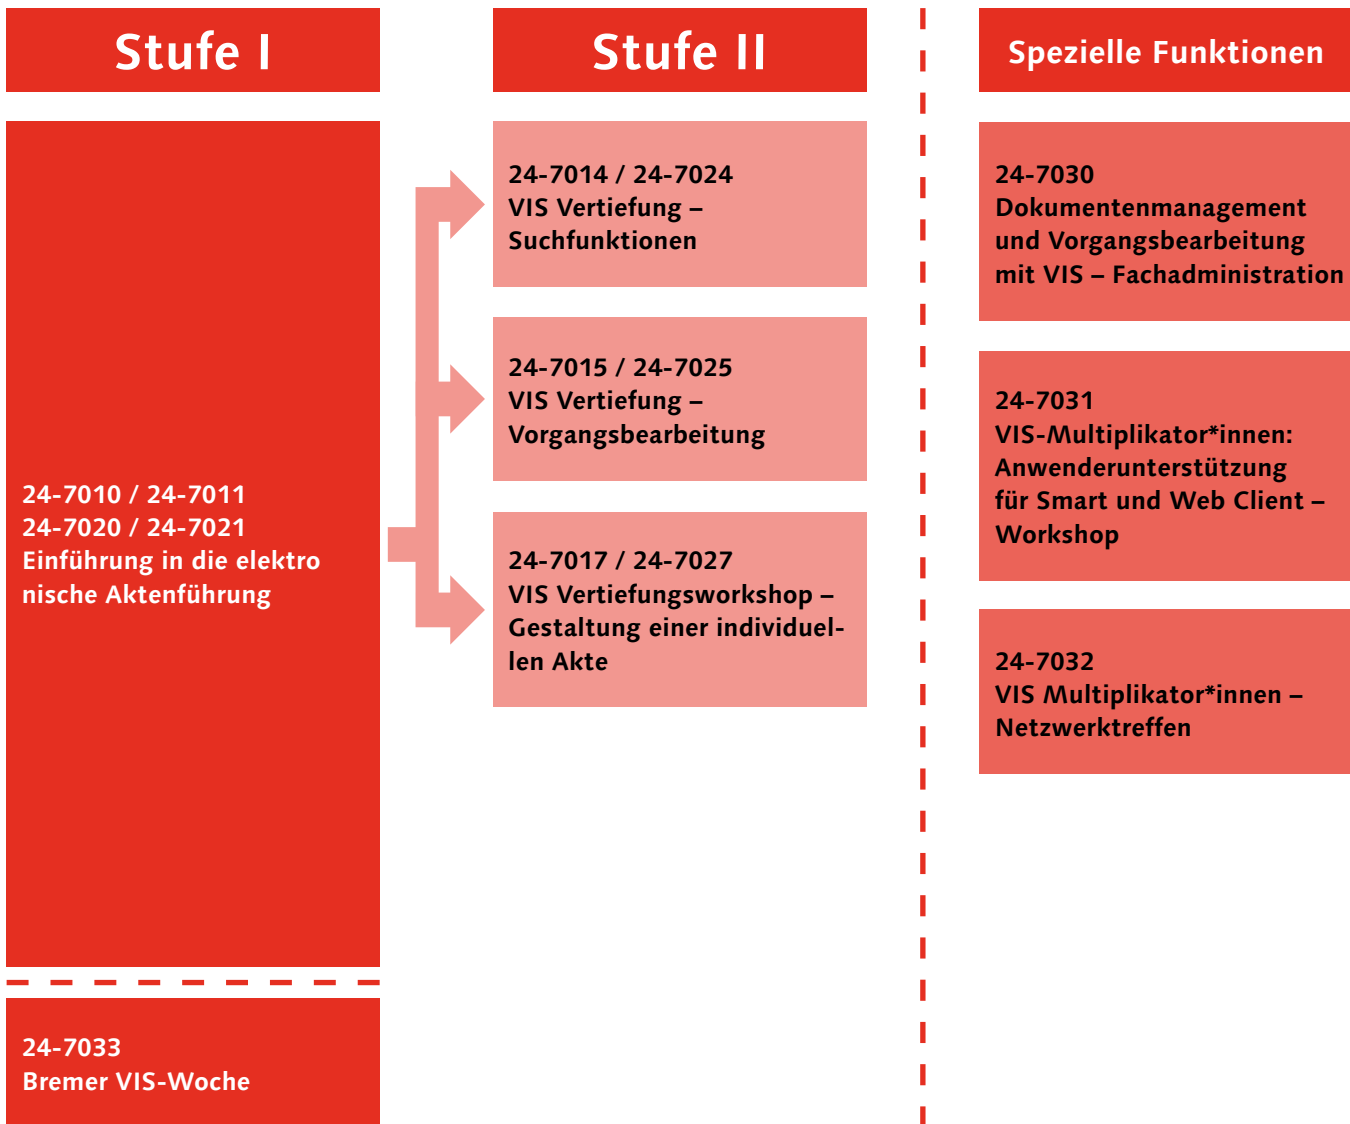 Stufe I
24-7010 / 24-7011
24-7020 / 24-7021
Einführung in die elektro
nische Aktenführung
24-7033
Bremer VIS-Woche
Stufe II
24-7014 / 24-7024
VIS Vertiefung –
Suchfunktionen
24-7015 / 24-7025
VIS Vertiefung –
Vorgangsbearbeitung
24-7017 / 24-7027
VIS Vertiefungsworkshop –
Gestaltung einer individuel-
len Akte
Spezielle Funktionen
24-7030
Dokumentenmanagement
und Vorgangsbearbeitung
mit VIS – Fachadministration
24-7031
VIS-Multiplikator*innen:
Anwenderunterstützung
für Smart und Web Client –
Workshop
24-7032
VIS Multiplikator*innen –
Netzwerktreffen